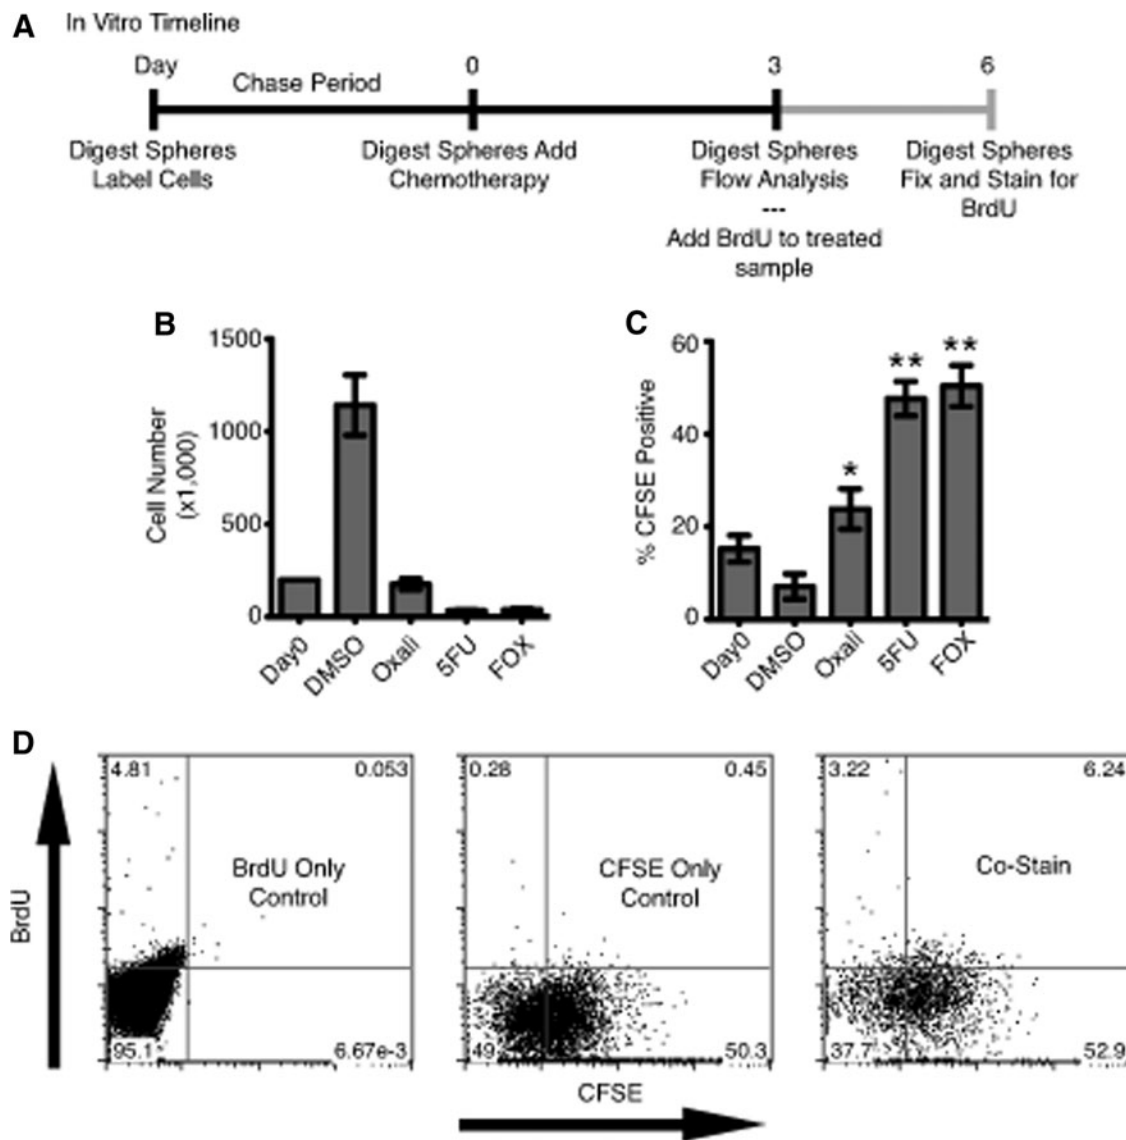 A In Vitro Timeline
Day 0 3 6
Chase Period
Digest Spheres Digest Spheres Add Digest Spheres Digest Spheres
Label Cells Chemotherapy Flow Analysis Fix and Stain for
--- BrdU
Add BrdU to treated
sample
B
1500
1000
500
0
Cell Number
(x1,000)
Day0 DMSO Oxali 5FU FOX
C
60
40
20
0
% CFSE Positive
* ** **
Day0 DMSO Oxali 5FU FOX
D
BrdU
4.81 0.053
BrdU Only
Control
95.1 6.67e-3
0.28 0.45
CFSE Only
Control
49 50.3
3.22 6.24
Co-Stain
37.7 52.9
CFSE